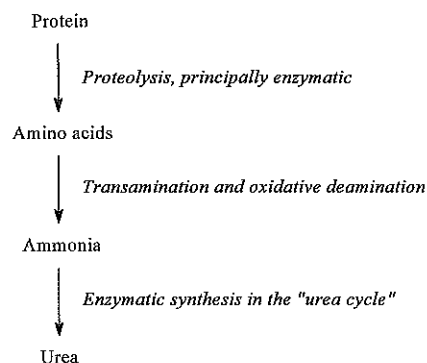 Protein
Proteolysis, principally enzymatic
Amino acids
Transamination and oxidative deamination
Ammonia
Enzymatic synthesis in the "urea cycle"
Urea